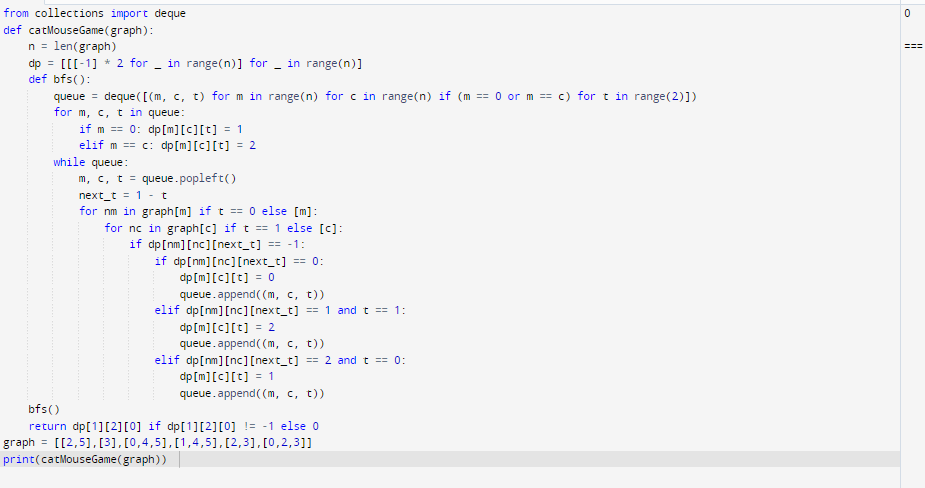 from collections import deque
def catMouseGame(graph):
    n = len(graph)
    dp = [[[-1] * 2 for _ in range(n)] for _ in range(n)]
    def bfs():
        queue = deque([(m, c, t) for m in range(n) for c in range(n) if (m == 0 or m == c) for t in range(2)])
        for m, c, t in queue:
            if m == 0: dp[m][c][t] = 1
            elif m == c: dp[m][c][t] = 2
        while queue:
            m, c, t = queue.popleft()
            next_t = 1 - t
            for nm in graph[m] if t == 0 else [m]:
                for nc in graph[c] if t == 1 else [c]:
                    if dp[nm][nc][next_t] == -1:
                        if dp[nm][nc][next_t] == 0:
                            dp[m][c][t] = 0
                            queue.append((m, c, t))
                        elif dp[nm][nc][next_t] == 1 and t == 1:
                            dp[m][c][t] = 2
                            queue.append((m, c, t))
                        elif dp[nm][nc][next_t] == 2 and t == 0:
                            dp[m][c][t] = 1
                            queue.append((m, c, t))
    bfs()
    return dp[1][2][0] if dp[1][2][0] != -1 else 0
graph = [[2,5],[3],[0,4,5],[1,4,5],[2,3],[0,2,3]]
print(catMouseGame(graph))
0
===